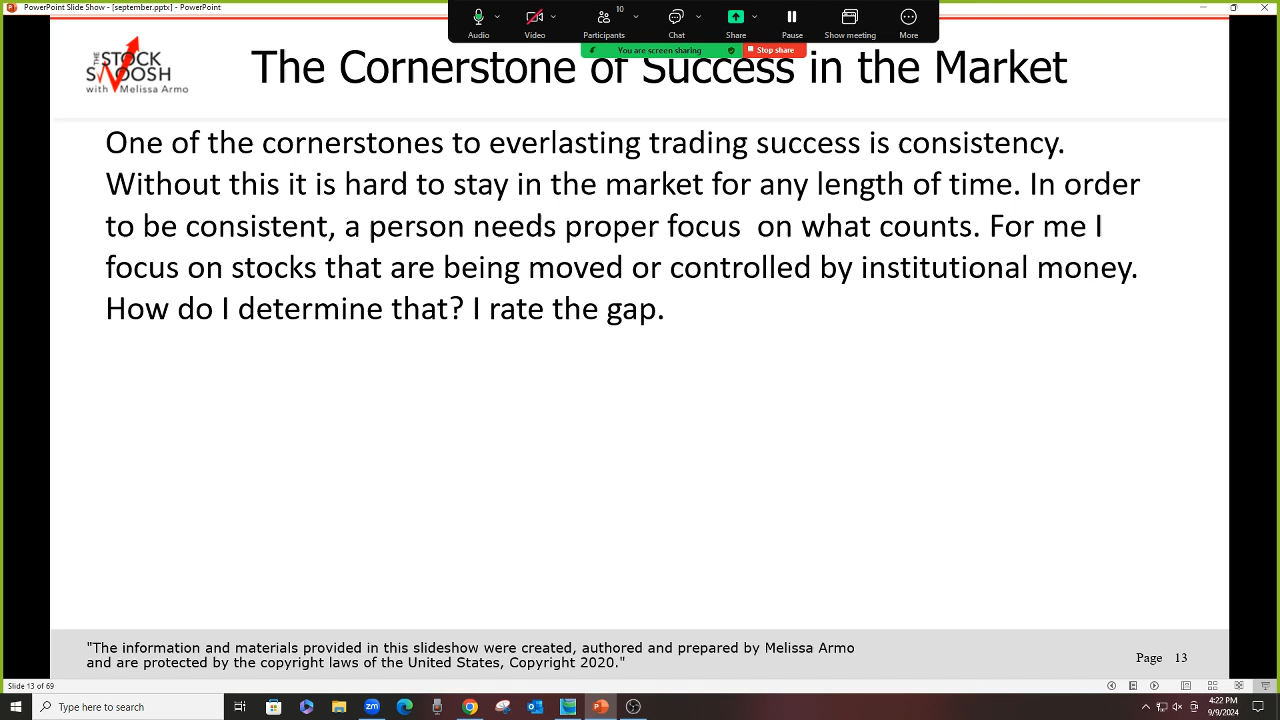 PowerPoint Slide Show - [september.pptx] - PowerPoint
10
Audio
Video
Participants
Chat
Share
Pause
Show meeting
More
You are screen sharing
Stop share
THE
STOCK
SWOOSH
with Melissa Armo
The Cornerstone of Success in the Market
One of the cornerstones to everlasting trading success is consistency.
Without this it is hard to stay in the market for any length of time. In order
to be consistent, a person needs proper focus  on what counts. For me I
focus on stocks that are being moved or controlled by institutional money.
How do I determine that? I rate the gap.
"The information and materials provided in this slideshow were created, authored and prepared by Melissa Armo
and are protected by the copyright laws of the United States, Copyright 2020."
Page 13
Slide 13 of 69
Type here to search
4:22 PM
9/9/2024